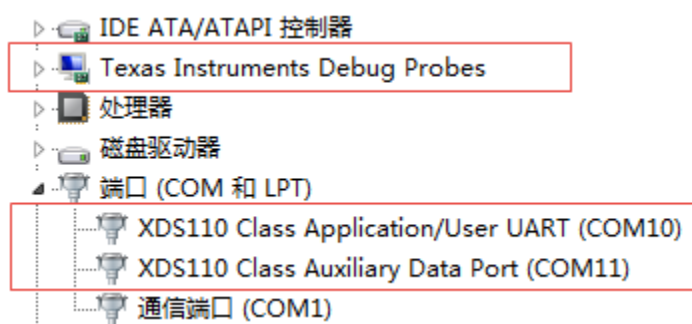 IDE ATA/ATAPI 控制器
Texas Instruments Debug Probes
处理器
磁盘驱动器
端口 (COM 和 LPT)
XDS110 Class Application/User UART (COM10)
XDS110 Class Auxiliary Data Port (COM11)
通信端口 (COM1)